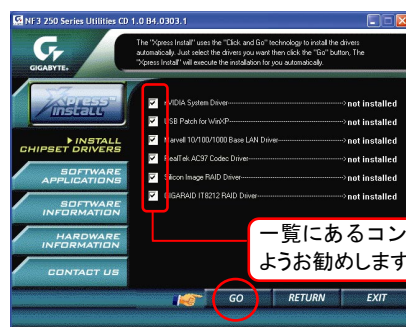 NF3 250 Series Utilities CD 1.0 B4.0303.1
GIGABYTE
The "Xpress Install" uses the "Click and Go" technology to install the drivers
automatically. Just select the drivers you want then click the "Go" button, The
"Xpress Install" will execute the installation for you automatically.
Xpress
INSTALL
nVIDIA System Driver not installed
USB Patch for WinXP not installed
Marvell 10/100/1000 Base LAN Driver not installed
RealTek AC97 Codec Driver not installed
Silicon Image RAID Driver not installed
GIGARAID IT8212 RAID Driver not installed
INSTALL
CHIPSET DRIVERS
SOFTWARE
APPLICATIONS
SOFTWARE
INFORMATION
HARDWARE
INFORMATION
CONTACT US
一覧にあるコン
ようお勧めします
GO RETURN EXIT